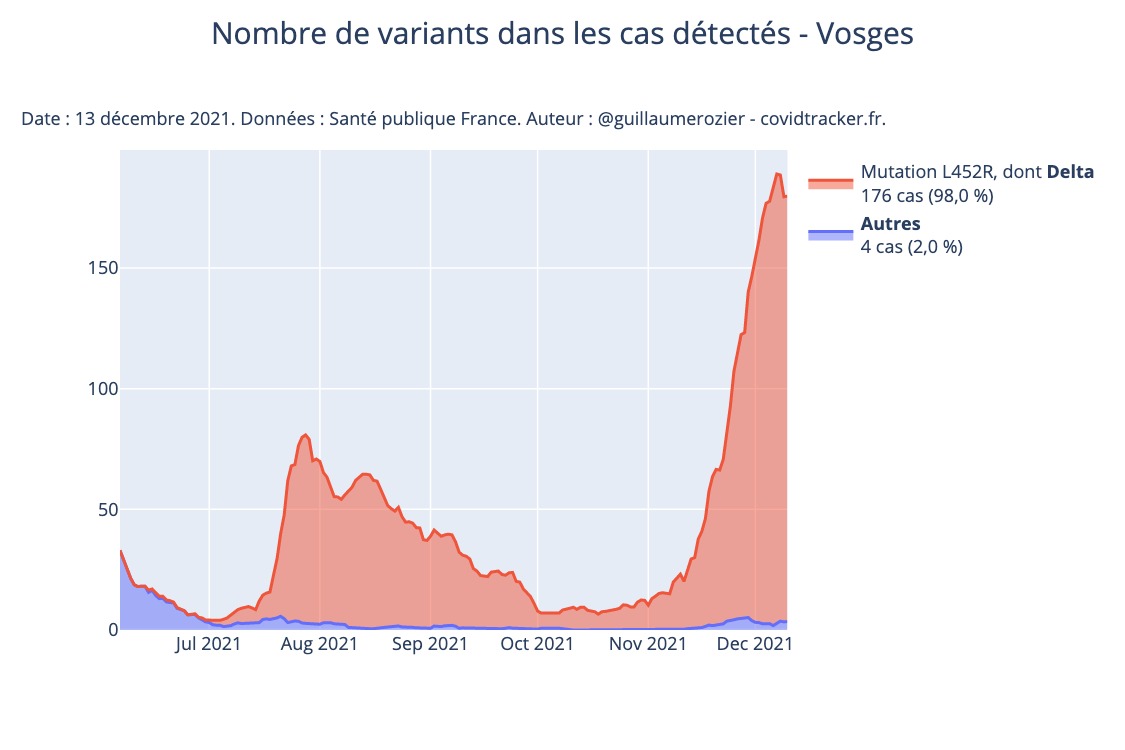 Nombre de variants dans les cas détectés - Vosges
Date : 13 décembre 2021. Données : Santé publique France. Auteur : @guillaumerozier - covidtracker.fr.
Mutation L452R, dont Delta
176 cas (98,0 %)
Autres
4 cas (2,0 %)
150
100
50
0
Jul 2021 Aug 2021 Sep 2021 Oct 2021 Nov 2021 Dec 2021